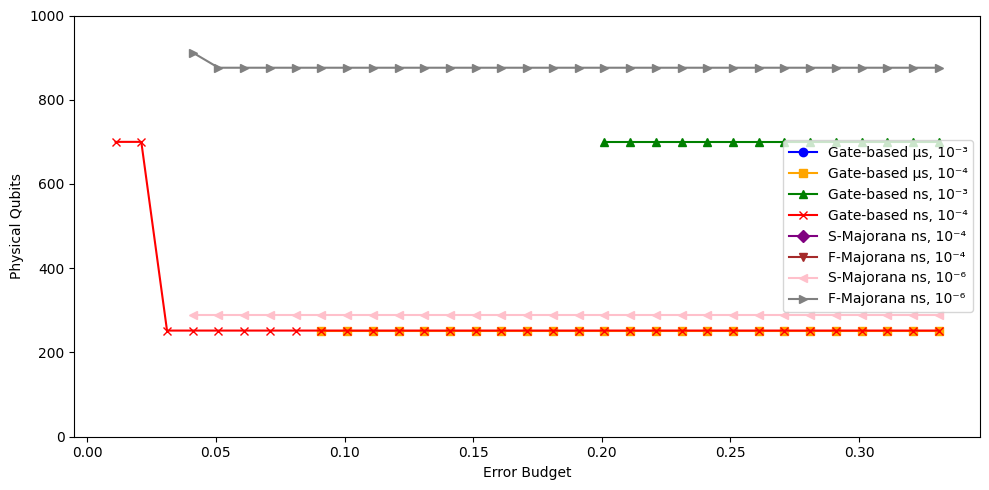 1000
800
600
400
200
0
Physical Qubits
0.00 0.05 0.10 0.15 0.20 0.25 0.30
Error Budget
Gate-based μs, 10⁻³
Gate-based μs, 10⁻⁴
Gate-based ns, 10⁻³
Gate-based ns, 10⁻⁴
S-Majorana ns, 10⁻⁴
F-Majorana ns, 10⁻⁴
S-Majorana ns, 10⁻⁶
F-Majorana ns, 10⁻⁶